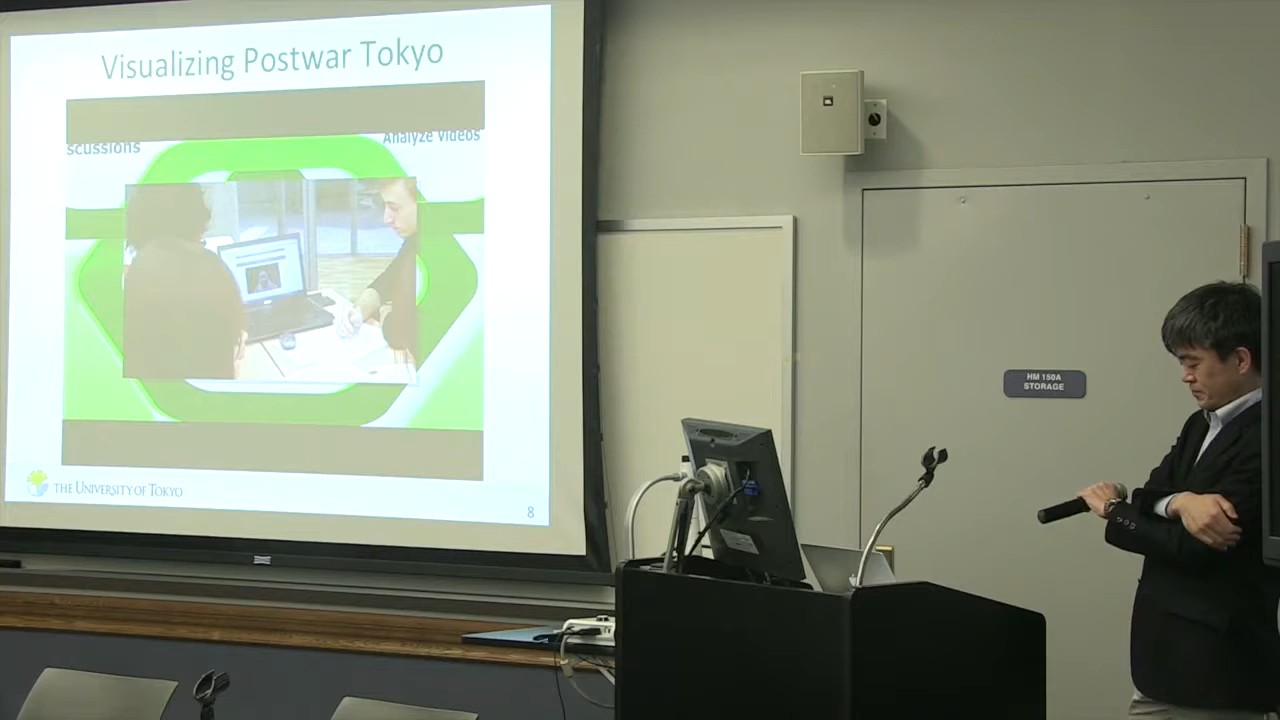 Visualizing Postwar Tokyo
scussions
Analyze Videos
THE UNIVERSITY OF TOKYO
8
HM 150A
STORAGE